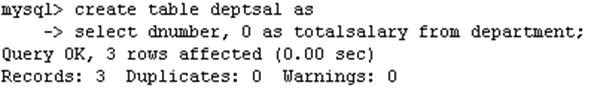 mysql> create table deptsal as
    -> select dnumber, 0 as totalsalary from department;
Query OK, 3 rows affected (0.00 sec)
Records: 3  Duplicates: 0  Warnings: 0